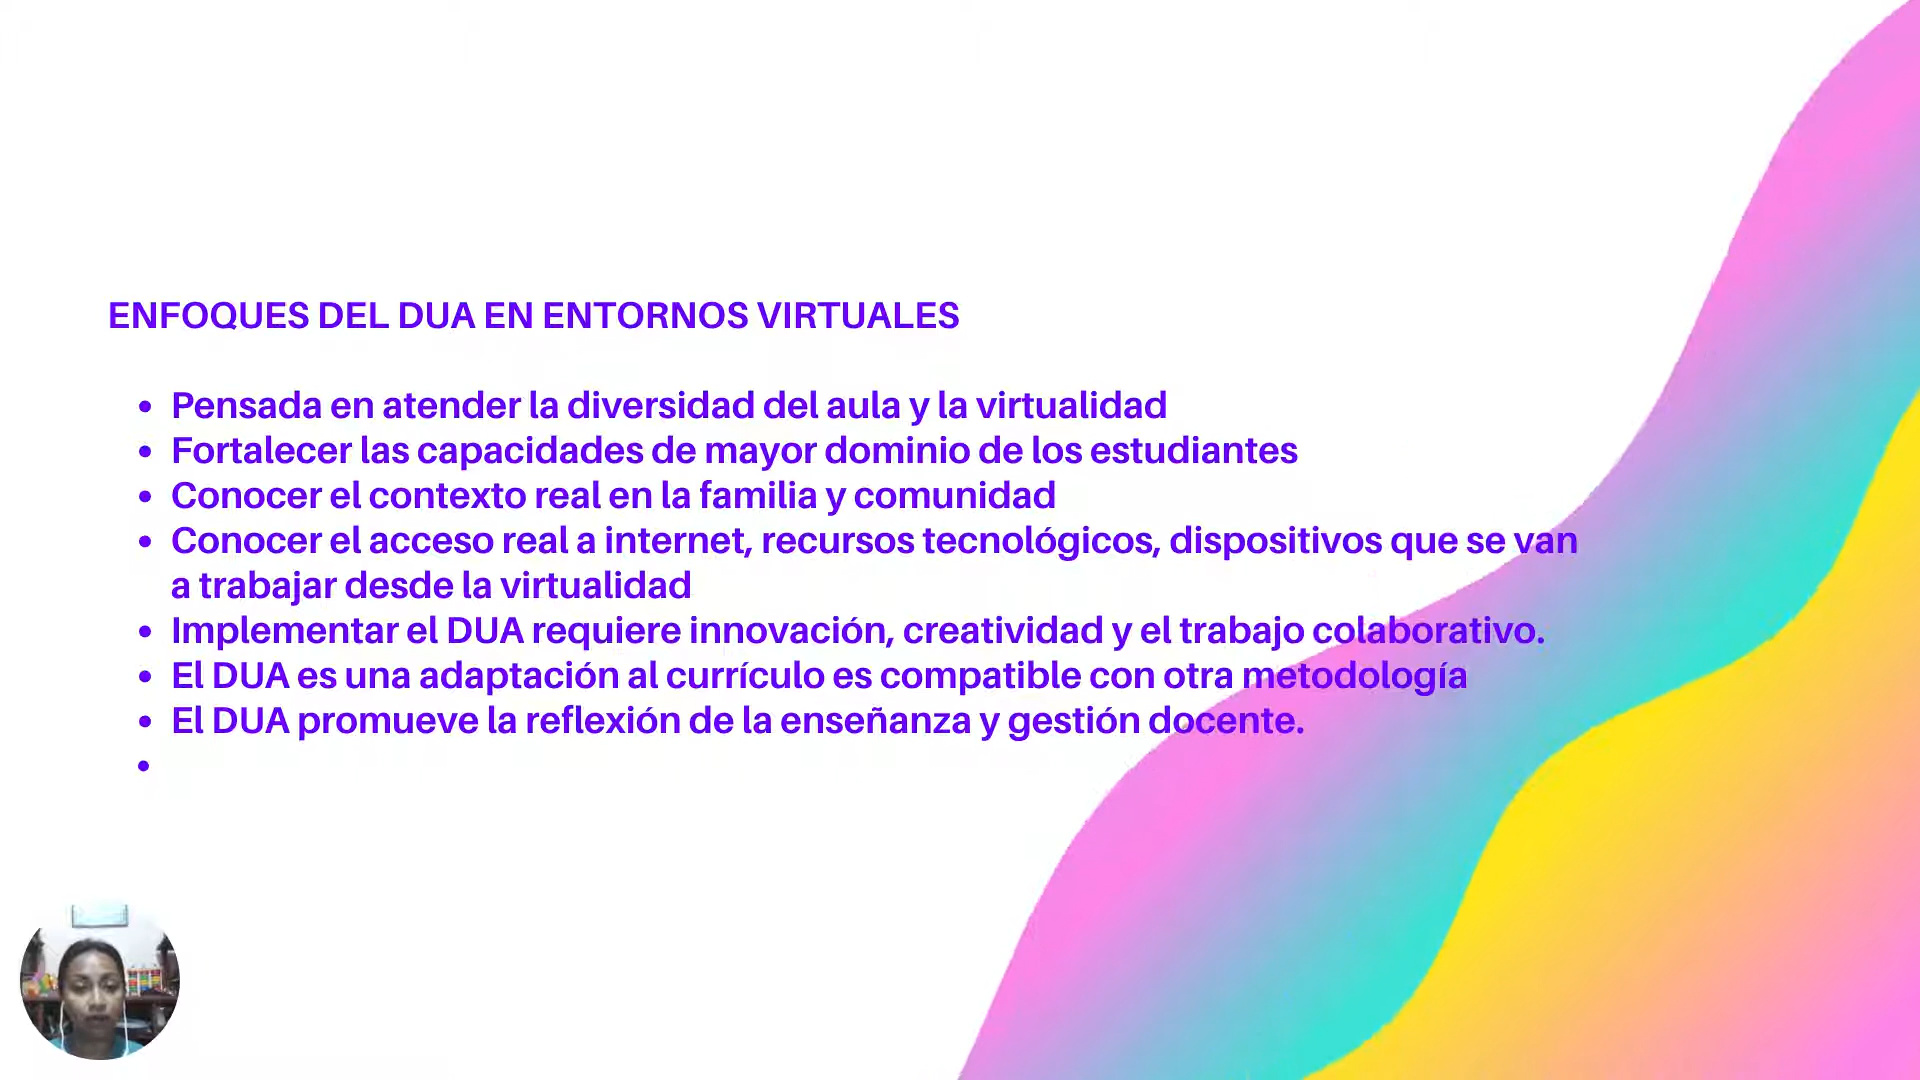 ENFOQUES DEL DUA EN ENTORNOS VIRTUALES
• Pensada en atender la diversidad del aula y la virtualidad
• Fortalecer las capacidades de mayor dominio de los estudiantes
• Conocer el contexto real en la familia y comunidad
• Conocer el acceso real a internet, recursos tecnológicos, dispositivos que se van
a trabajar desde la virtualidad
• Implementar el DUA requiere innovación, creatividad y el trabajo colaborativo.
• El DUA es una adaptación al currículo es compatible con otra metodología
• El DUA promueve la reflexión de la enseñanza y gestión docente.
•